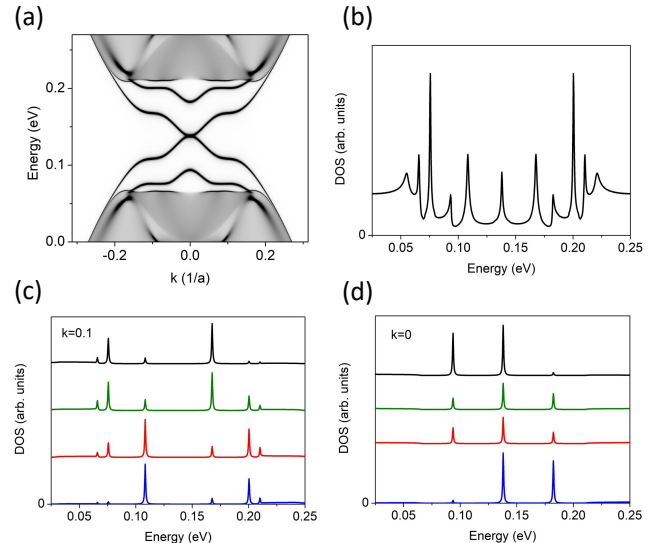 (a)
Energy (eV)
0.2
0.1
0.0
-0.2
0.0
0.2
k (1/a)
(b)
DOS (arb. units)
0
0.05
0.10
0.15
0.20
0.25
Energy (eV)
(c)
k=0.1
DOS (arb. units)
0
0.05
0.10
0.15
0.20
0.25
Energy (eV)
(d)
k=0
DOS (arb. units)
0
0.05
0.10
0.15
0.20
0.25
Energy (eV)